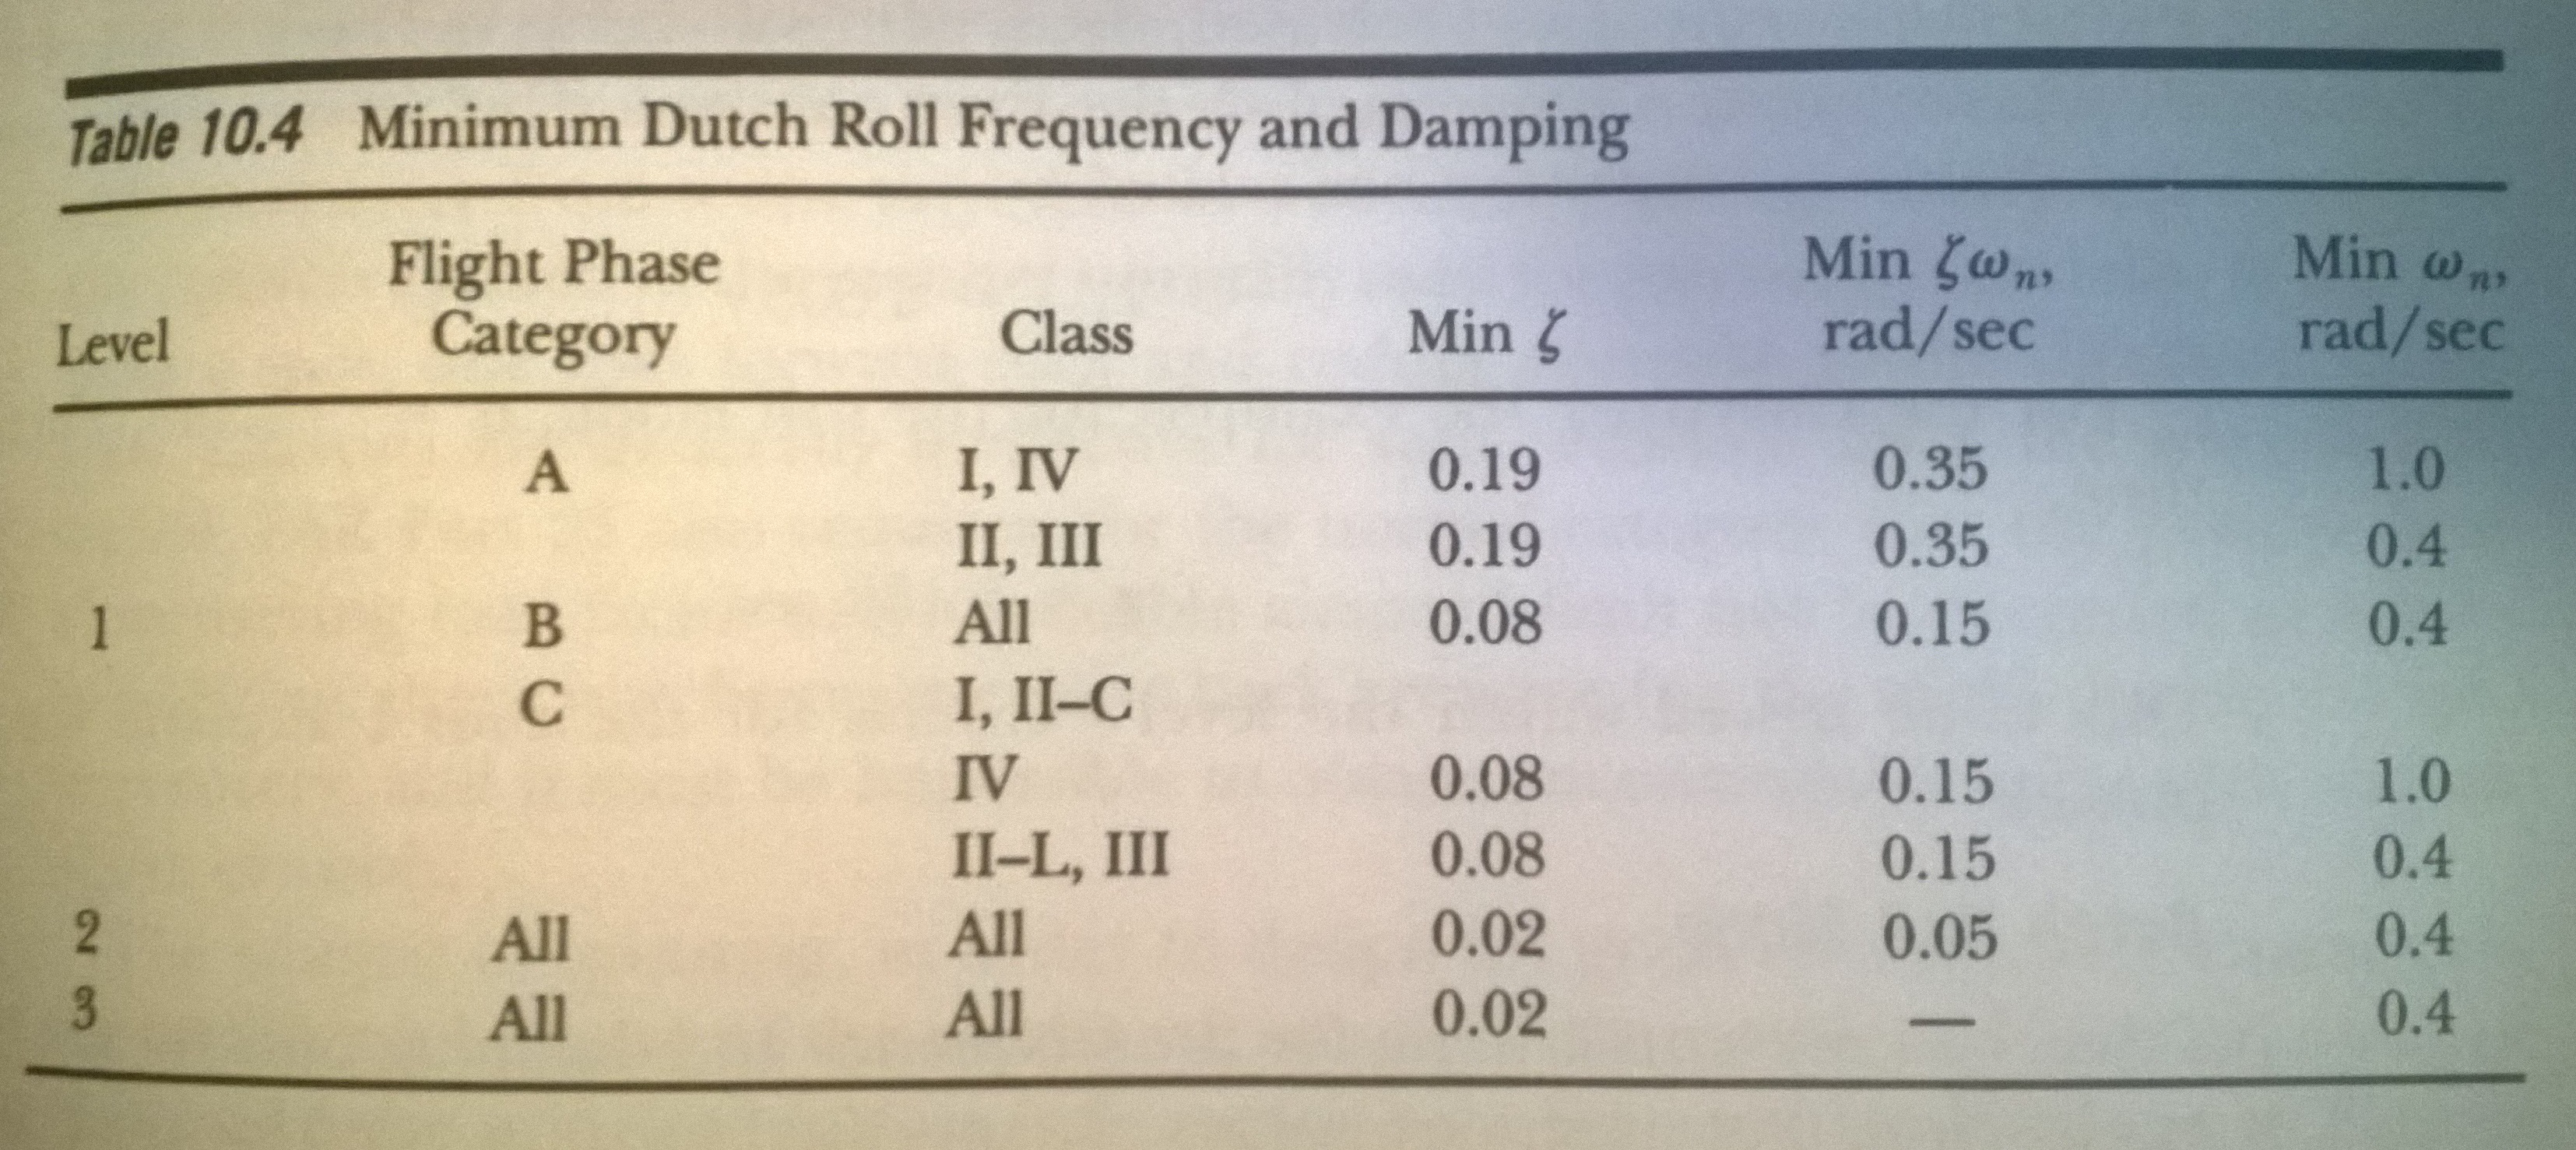 Table 10.4 Minimum Dutch Roll Frequency and Damping
Level Flight Phase Category Class Min ζ Min ζωn, rad/sec Min ωn, rad/sec
A I, IV 0.19 0.35 1.0
II, III 0.19 0.35 0.4
1 B All 0.08 0.15 0.4
C I, II–C
IV 0.08 0.15 1.0
II–L, III 0.08 0.15 0.4
2 All All 0.02 0.05 0.4
3 All All 0.02 — 0.4